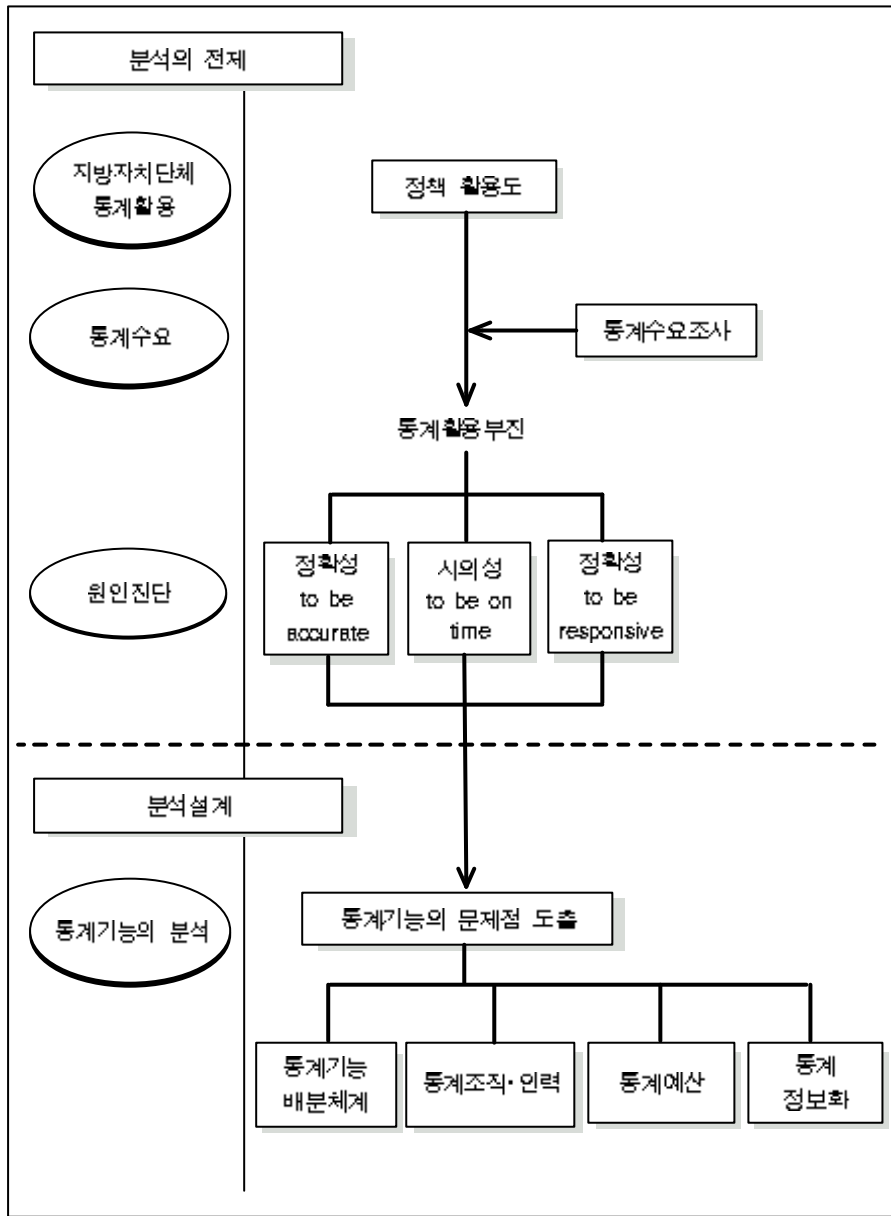 분석의 전제
지방자치단체
통계활용
정책 활용도
통계수요
통계수요조사
통계활용부진
원인진단
정확성
to be
accurate
시의성
to be on
time
정확성
to be
responsive
분석설계
통계기능의 분석
통계기능의 문제점 도출
통계기능
배분체계
통계조직·인력
통계예산
통계
정보화